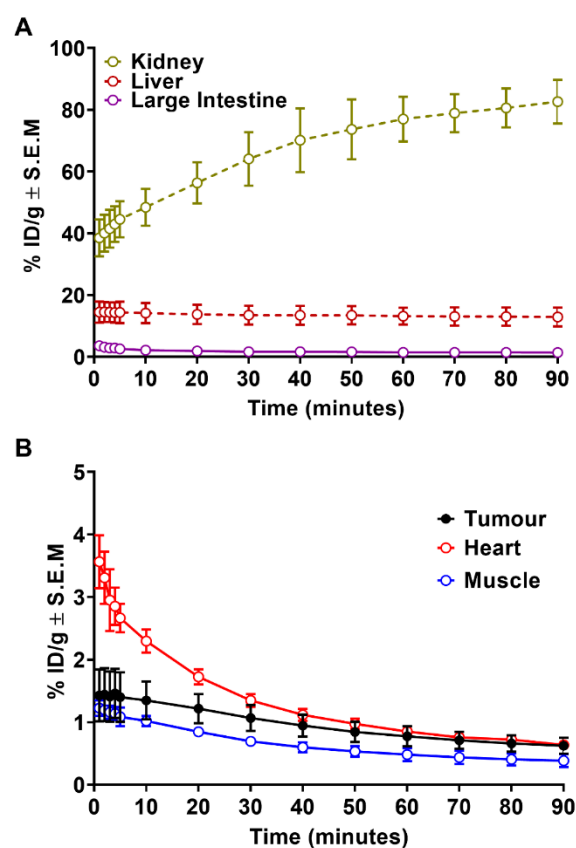 A
% ID/g ± S.E.M
100
80
60
40
20
0
Kidney
Liver
Large Intestine
0 10 20 30 40 50 60 70 80 90
Time (minutes)
B
% ID/g ± S.E.M
5
4
3
2
1
0
Tumour
Heart
Muscle
0 10 20 30 40 50 60 70 80 90
Time (minutes)